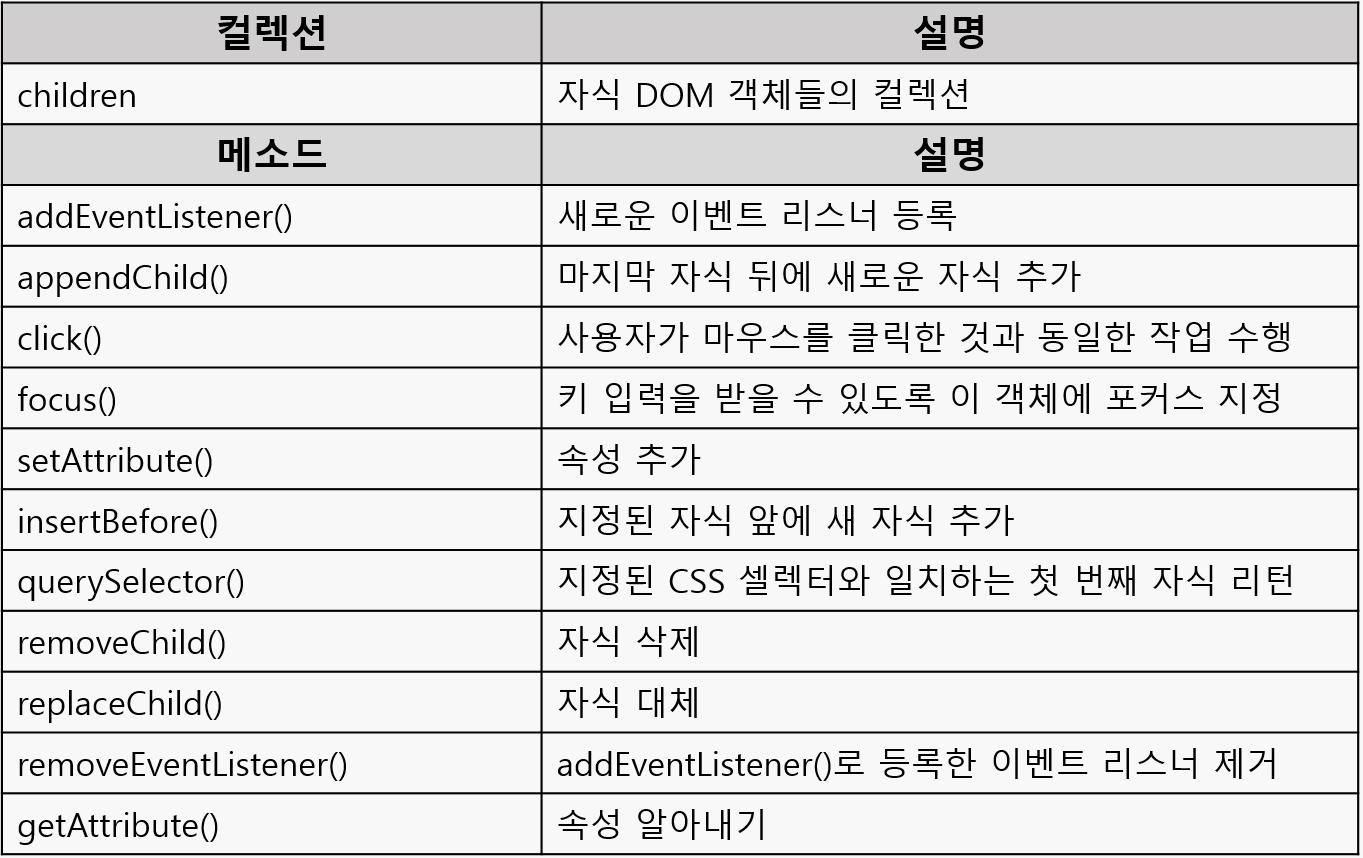 컬렉션 설명
children 자식 DOM 객체들의 컬렉션
메소드 설명
addEventListener() 새로운 이벤트 리스너 등록
appendChild() 마지막 자식 뒤에 새로운 자식 추가
click() 사용자가 마우스를 클릭한 것과 동일한 작업 수행
focus() 키 입력을 받을 수 있도록 이 객체에 포커스 지정
setAttribute() 속성 추가
insertBefore() 지정된 자식 앞에 새 자식 추가
querySelector() 지정된 CSS 셀렉터와 일치하는 첫 번째 자식 리턴
removeChild() 자식 삭제
replaceChild() 자식 대체
removeEventListener() addEventListener()로 등록한 이벤트 리스너 제거
getAttribute() 속성 알아내기